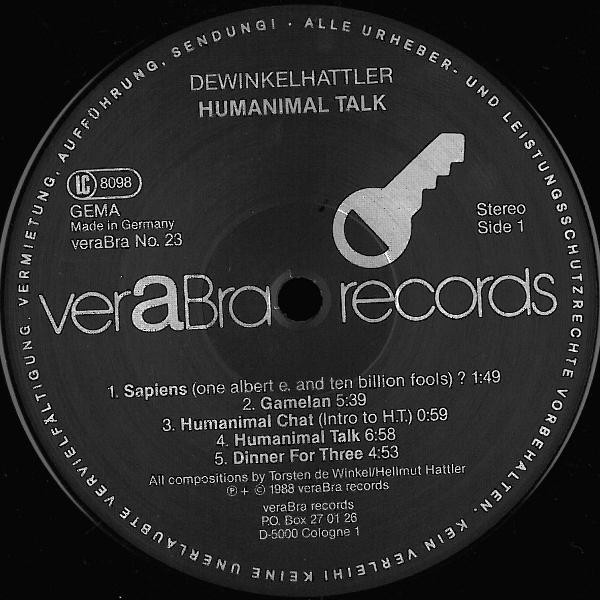 ALLE URHEBER- UND LEISTUNGSSCHUTZRECHTE VORBEHALTEN. KEIN VERLEIH! KEINE UNERLAUBTE VERVIELFÄLTIGUNG. VERMIETUNG, AUFFÜHRUNG, SENDUNG! ·
DEWINKELHATTLER
HUMANIMAL TALK
LC 8098
GEMA
Made in Germany
veraBra No. 23
Stereo
Side 1
veraBra records
1. Sapiens (one albert e. and ten billion fools) ? 1:49
2. Gamelan 5:39
3. Humanimal Chat (Intro to H.T.) 0:59
4. Humanimal Talk 6:58
5. Dinner For Three 4:53
All compositions by Torsten de Winkel/Hellmut Hattler
℗ + © 1988 veraBra records
veraBra records
P.O. Box 27 01 26
D-5000 Cologne 1